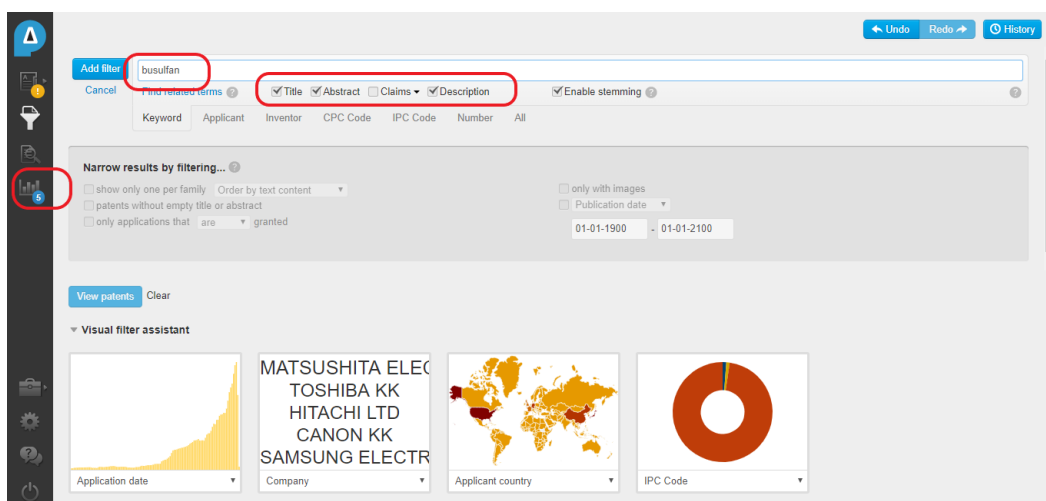 Undo Redo History
Add filter busulfan
Cancel Find related terms ? Title Abstract Claims Description Enable stemming ? ?
Keyword Applicant Inventor CPC Code IPC Code Number All
Narrow results by filtering... ?
show only one per family Order by text content only with images
patents without empty title or abstract Publication date
only applications that are granted
01-01-1900 - 01-01-2100
5
View patents Clear
Visual filter assistant
MATSUSHITA ELEC
TOSHIBA KK
HITACHI LTD
CANON KK
SAMSUNG ELECTR
Application date Company Applicant country IPC Code